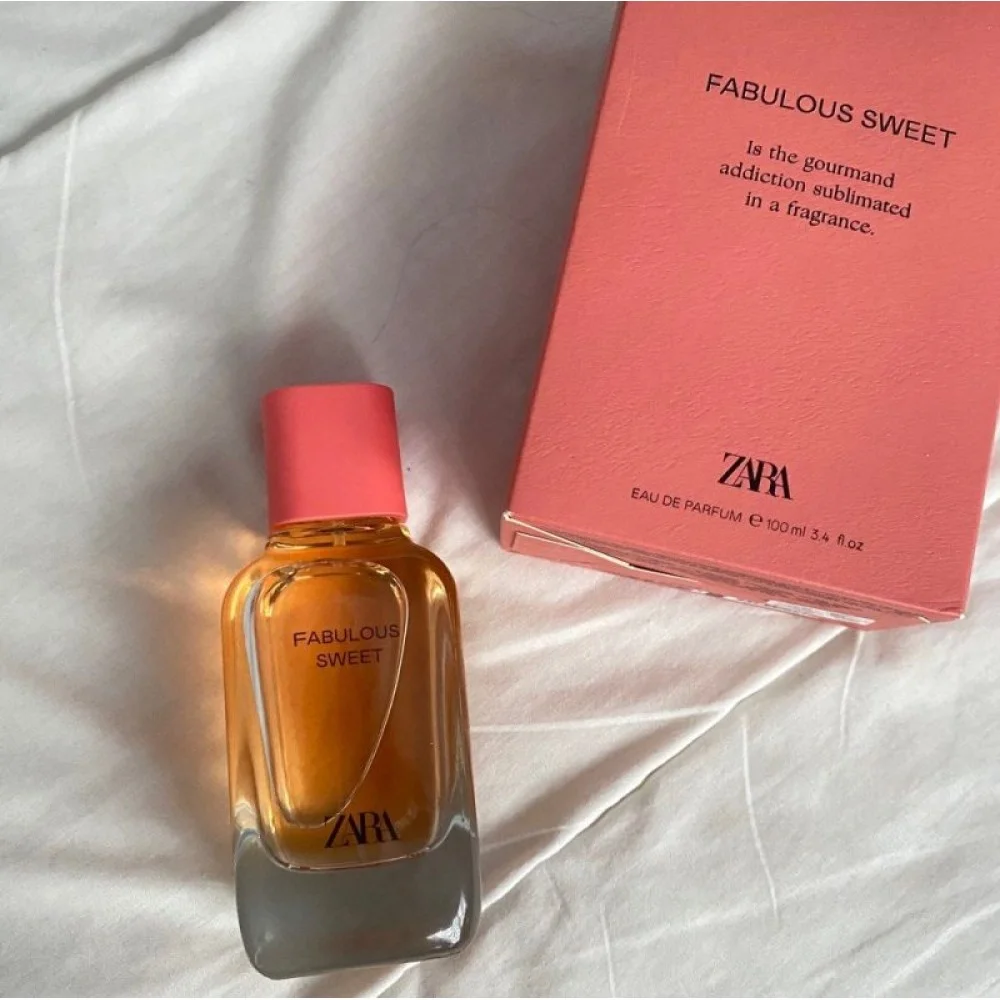 FABULOUS SWEET
Is the gourmand
addiction sublimated
in a fragrance.
ZARA
EAU DE PARFUM ℮ 100 ml 3.4 fl.oz
FABULOUS
SWEET
ZARA